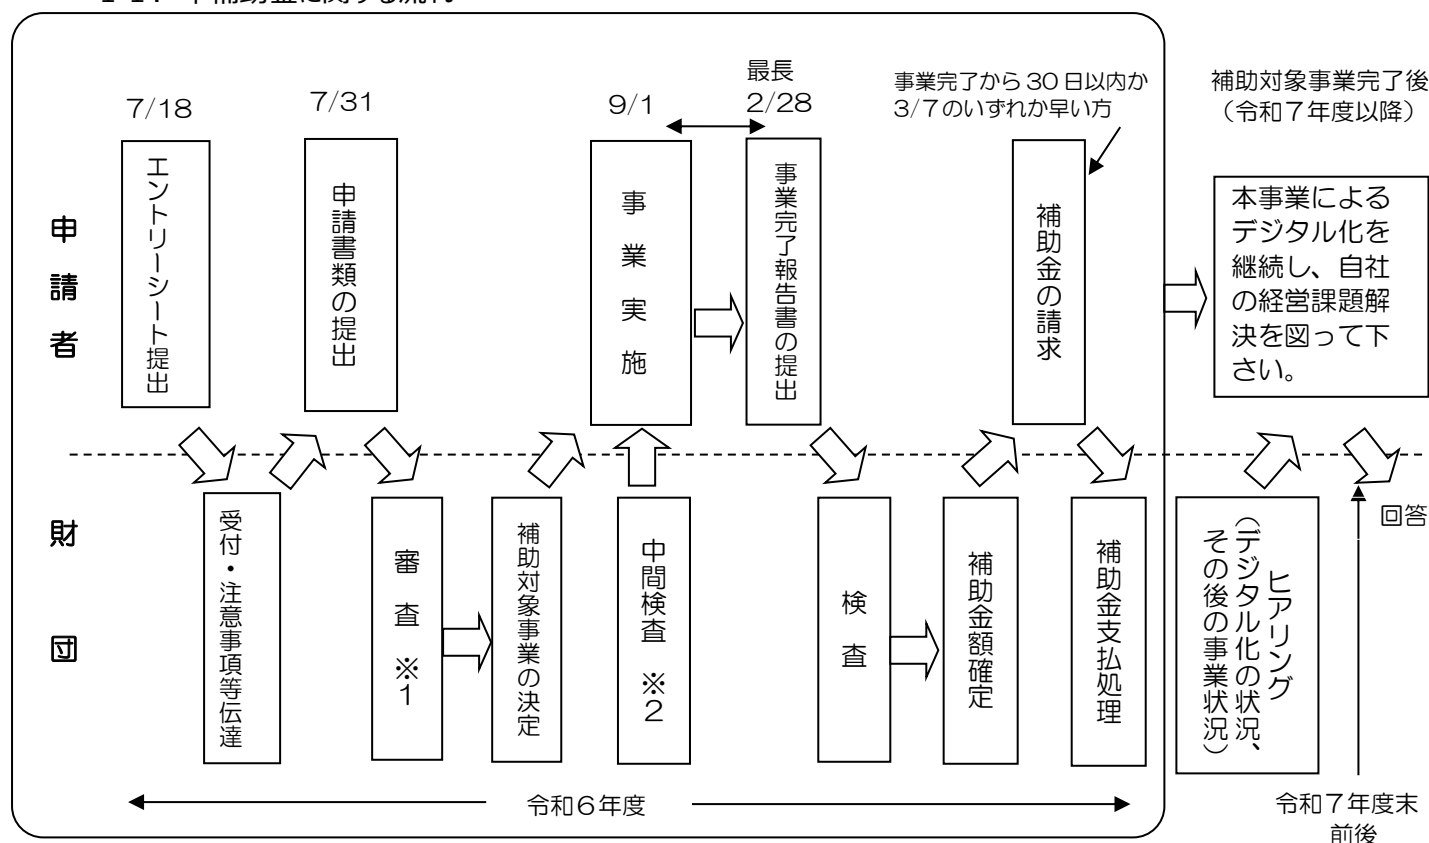 7/18
7/31
9/1
最長
2/28
事業完了から 30 日以内か
3/7 のいずれか早い方
補助対象事業完了後
（令和７年度以降）
申請者
エントリーシート提出
申請書類の提出
事業実施
事業完了報告書の提出
補助金の請求
本事業による
デジタル化を
継続し、自社
の経営課題解
決を図って下
さい。
財団
受付・注意事項等伝達
審査 ※１
補助対象事業の決定
中間検査 ※２
検査
補助金額確定
補助金支払処理
ヒアリング
（デジタル化の状況、
その後の事業状況）
回答
令和６年度
令和７年度末
前後